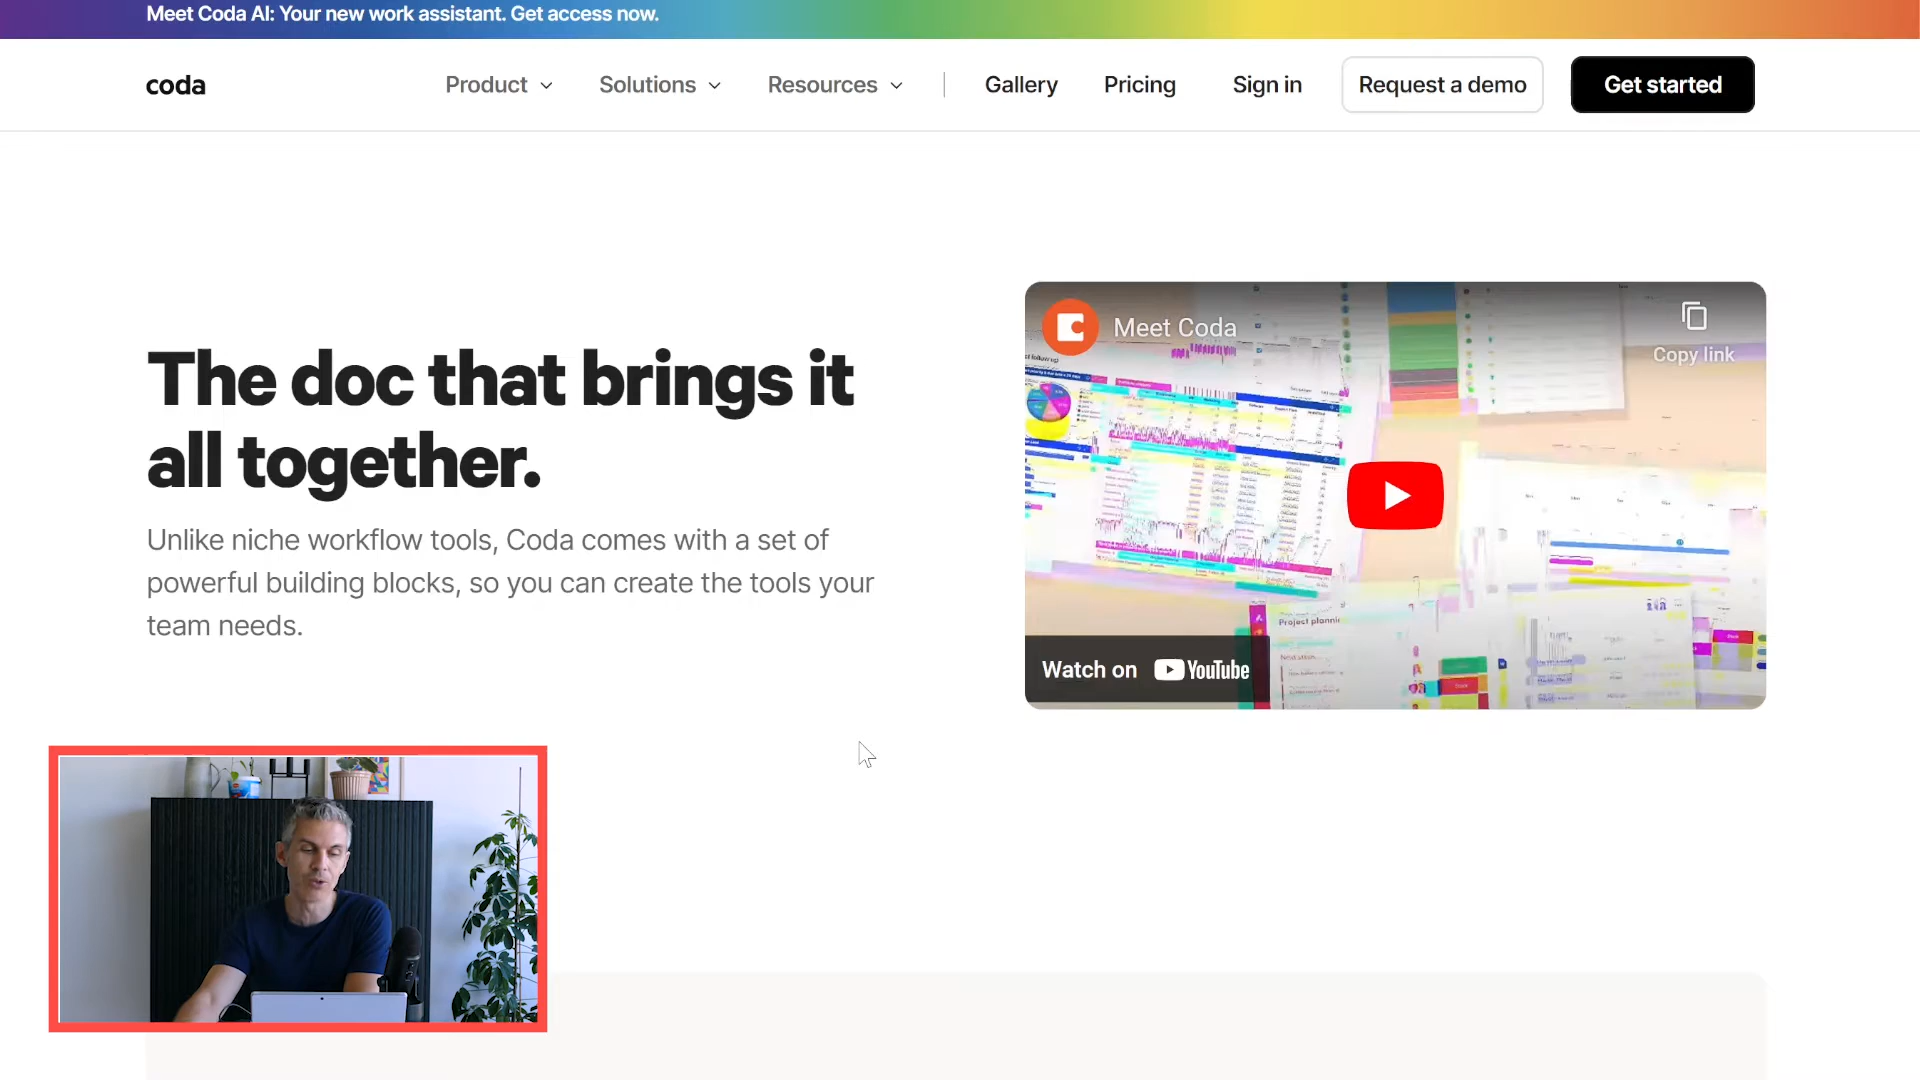 Meet Coda AI: Your new work assistant. Get access now.
coda
Product
Solutions
Resources
Gallery
Pricing
Sign in
Request a demo
Get started
The doc that brings it
all together.
Unlike niche workflow tools, Coda comes with a set of
powerful building blocks, so you can create the tools your
team needs.
Meet Coda
Copy link
Watch on YouTube